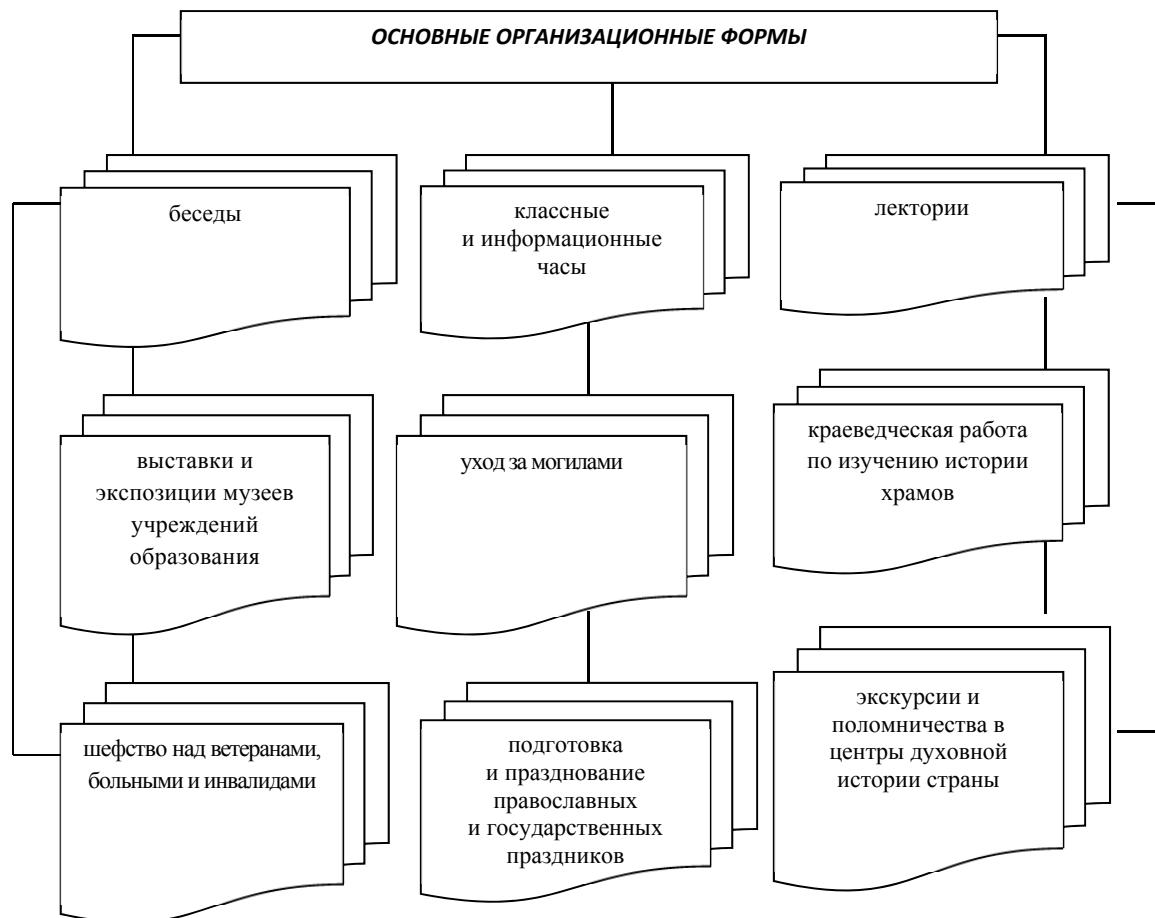 ОСНОВНЫЕ ОРГАНИЗАЦИОННЫЕ ФОРМЫ
беседы
классные
и информационные
часы
лектории
выставки и
экспозиции музеев
учреждений
образования
уход за могилами
краеведческая работа
по изучению истории
храмов
шефство над ветеранами,
больными и инвалидами
подготовка
и празднование
православных
и государственных
праздников
экскурсии и
поломничества в
центры духовной
истории страны